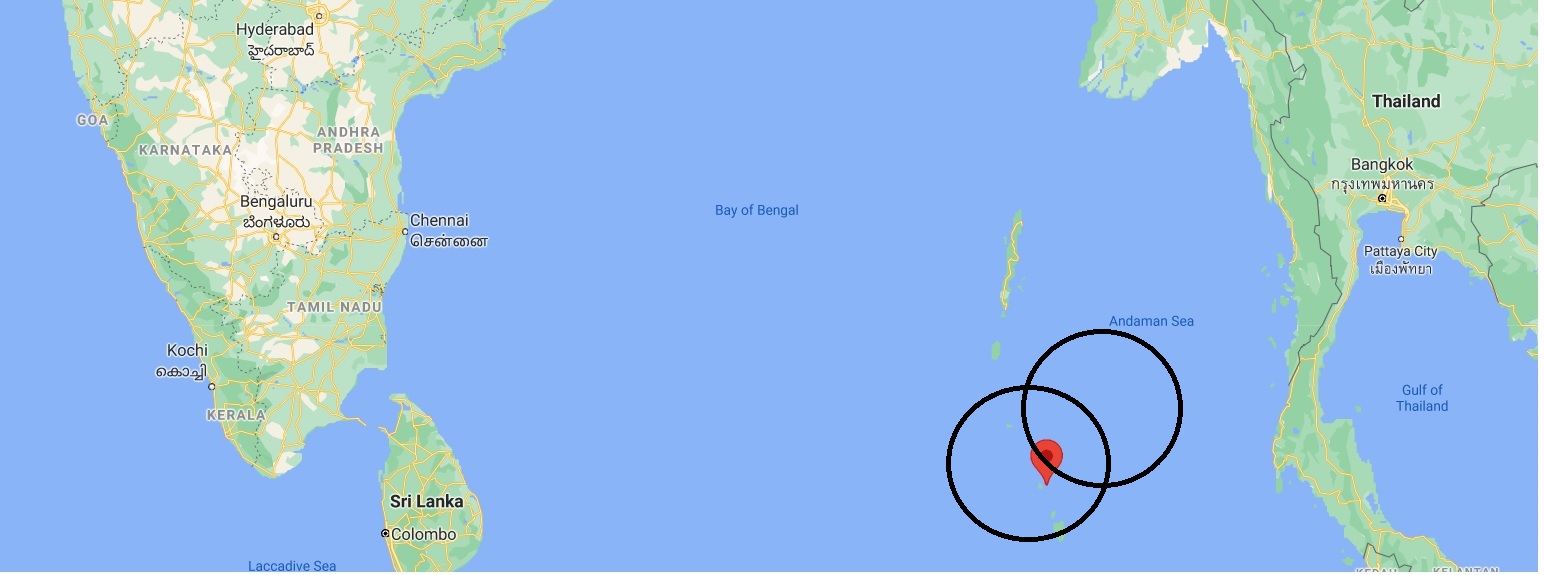 Hyderabad
హైదరాబాద్
Thailand
GOA
KARNATAKA
ANDHRA
PRADESH
Bangkok
กรุงเทพมหานคร
Bengaluru
ಬೆಂಗಳೂರು
Chennai
சென்னை
Bay of Bengal
Pattaya City
เมืองพัทยา
TAMIL NADU
Andaman Sea
Kochi
കൊച്ചി
Gulf of
Thailand
KERALA
Sri Lanka
Colombo
Laccadive Sea
KEDAH
KELANTAN